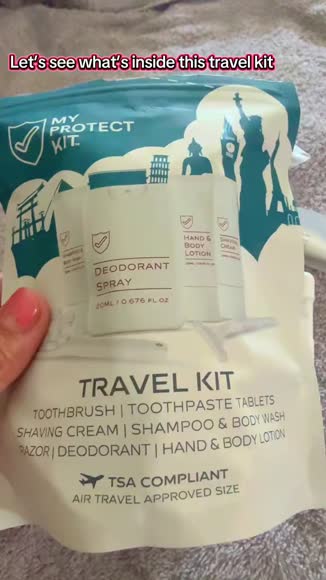 Let's see what's inside this travel kit
MY
PROTECT
KIT
DEODORANT
SPRAY
20ML / 0.676 FL.OZ
HAND &
BODY
LOTION
SHAVING
CREAM
TRAVEL KIT
TOOTHBRUSH | TOOTHPASTE TABLETS
SHAVING CREAM | SHAMPOO & BODY WASH
RAZOR | DEODORANT | HAND & BODY LOTION
TSA COMPLIANT
AIR TRAVEL APPROVED SIZE